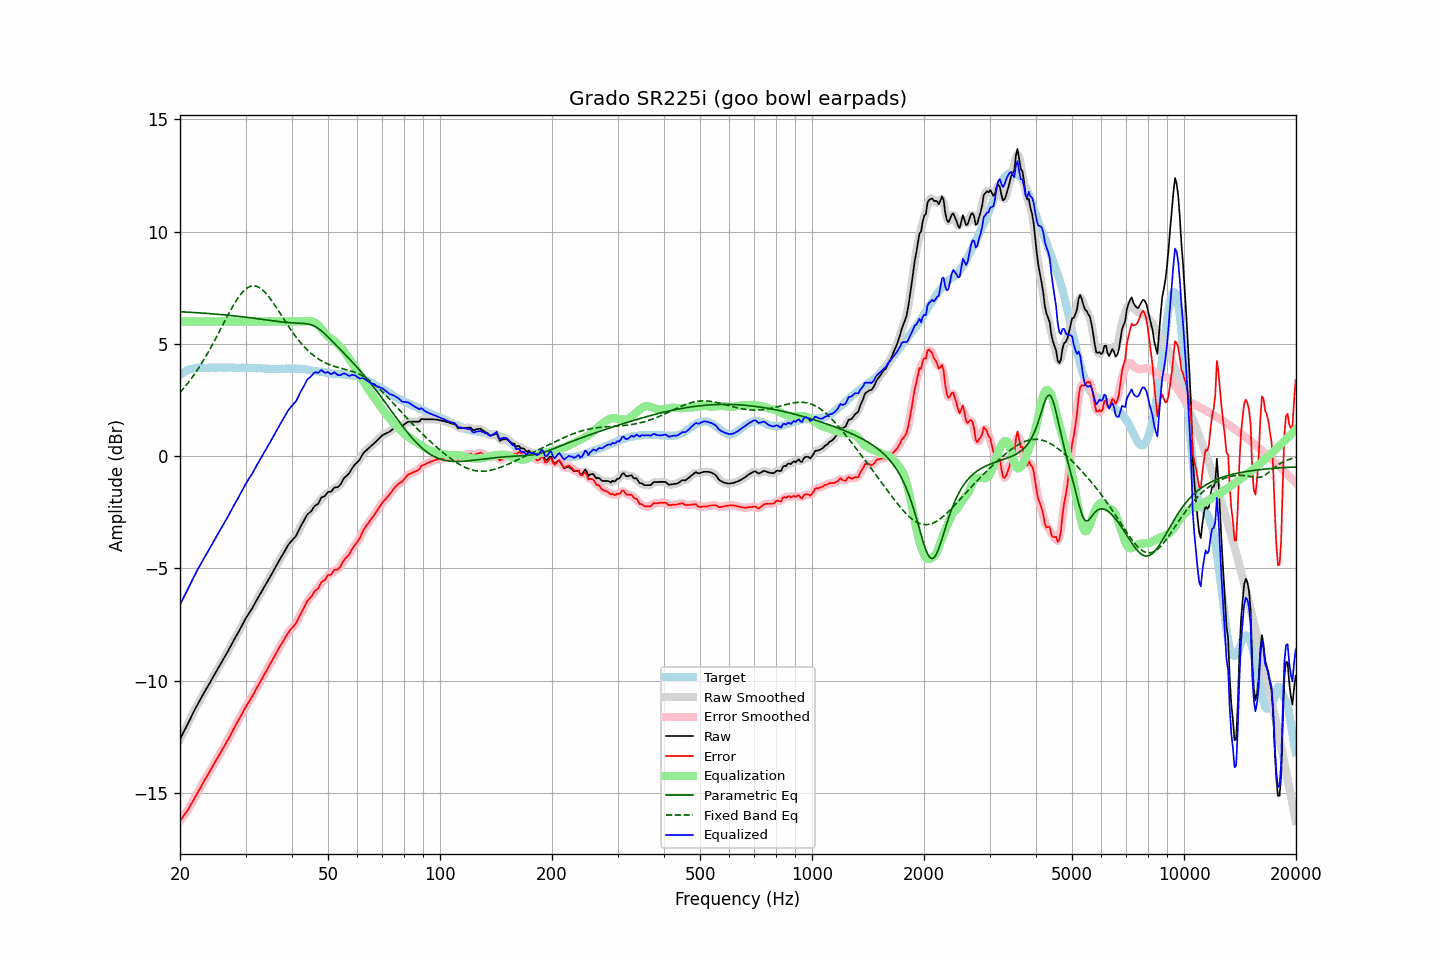 Grado SR225i (goo bowl earpads)
Amplitude (dBr)
15
10
5
0
−5
−10
−15
Target
Raw Smoothed
Error Smoothed
Raw
Error
Equalization
Parametric Eq
Fixed Band Eq
Equalized
20 50 100 200 500 1000 2000 5000 10000 20000
Frequency (Hz)